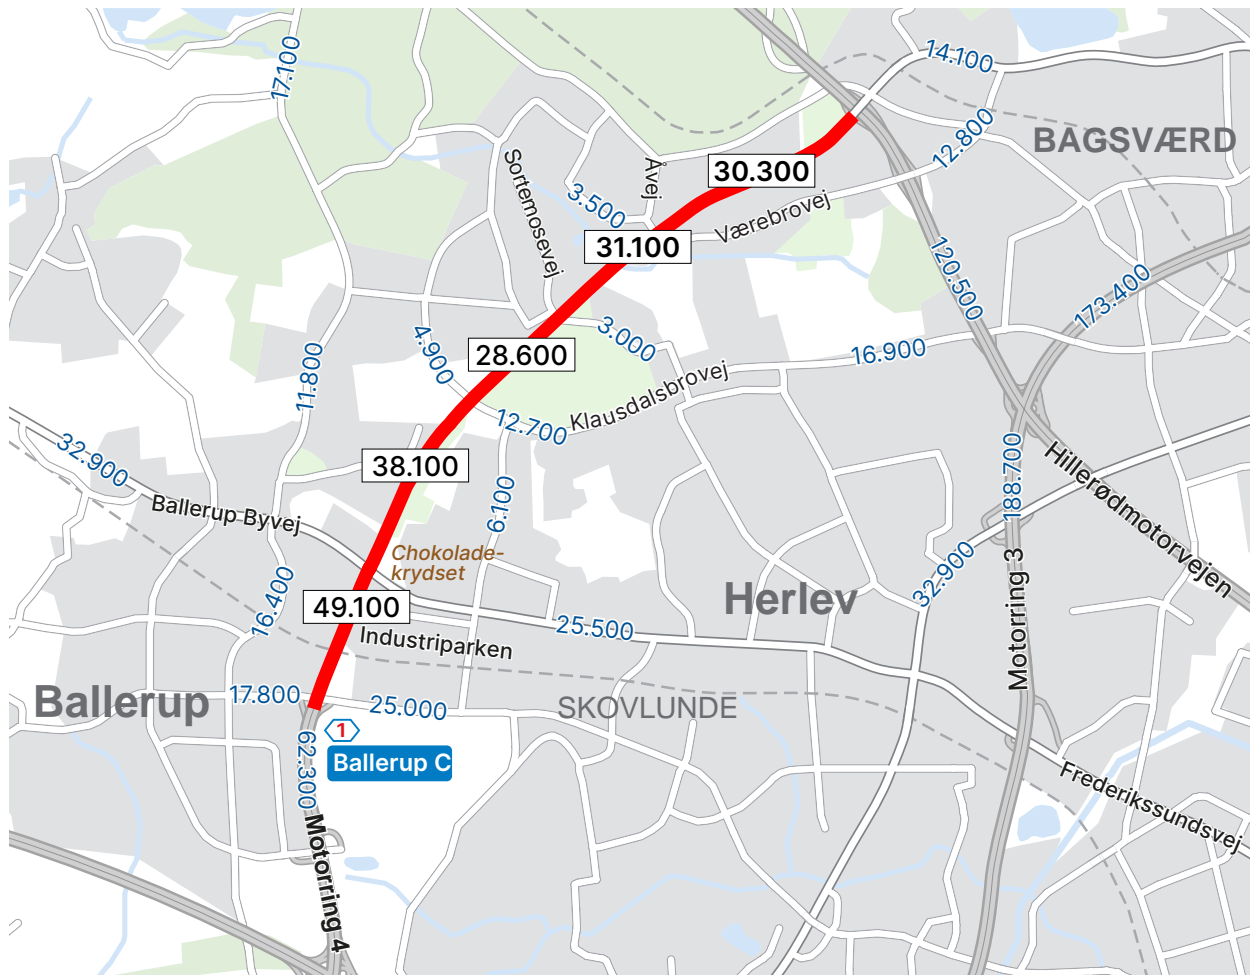 14.100
17.100
12.800
BAGSVÆRD
Sortemosevej
Åvej
30.300
3.500
Værebrovej
31.100
120.500
173.400
4.900
3.000
28.600
16.900
11.800
Klausdalsbrovej
12.700
32.900
38.100
188.700
Hillerødmotorvejen
6.100
Ballerup Byvej
Chokolade-
krydset
16.400
49.100
Herlev
32.900
Motorring 3
25.500
Industriparken
Ballerup
17.800
25.000
SKOVLUNDE
1
Ballerup C
62.300
Frederikssundsvej
Motorring 4